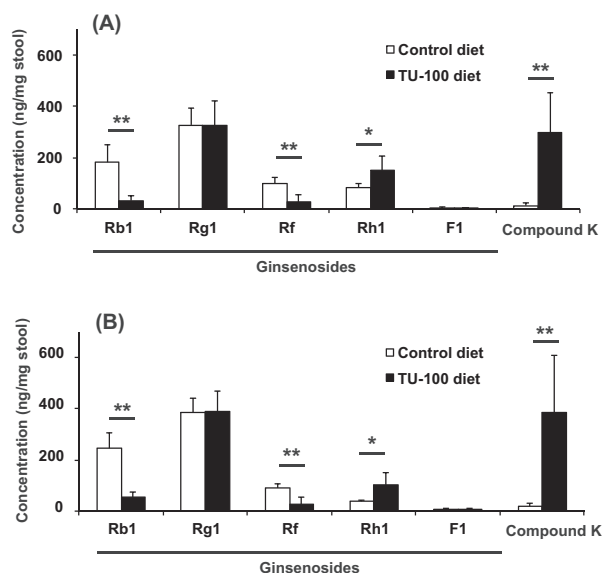 (A)
Concentration (ng/mg stool)
600
400
200
0
Control diet
TU-100 diet
**
**
*
**
Rb1 Rg1 Rf Rh1 F1 Compound K
Ginsenosides
(B)
Concentration (ng/mg stool)
600
400
200
0
Control diet
TU-100 diet
**
**
*
**
Rb1 Rg1 Rf Rh1 F1 Compound K
Ginsenosides